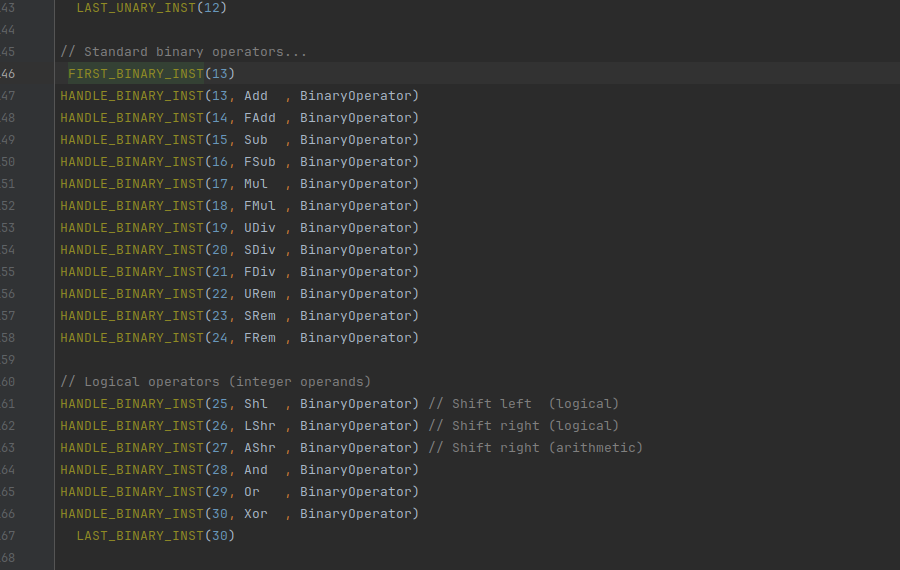 43 LAST_UNARY_INST(12)
44
45 // Standard binary operators...
46 FIRST_BINARY_INST(13)
47 HANDLE_BINARY_INST(13, Add  , BinaryOperator)
48 HANDLE_BINARY_INST(14, FAdd , BinaryOperator)
49 HANDLE_BINARY_INST(15, Sub  , BinaryOperator)
50 HANDLE_BINARY_INST(16, FSub , BinaryOperator)
51 HANDLE_BINARY_INST(17, Mul  , BinaryOperator)
52 HANDLE_BINARY_INST(18, FMul , BinaryOperator)
53 HANDLE_BINARY_INST(19, UDiv , BinaryOperator)
54 HANDLE_BINARY_INST(20, SDiv , BinaryOperator)
55 HANDLE_BINARY_INST(21, FDiv , BinaryOperator)
56 HANDLE_BINARY_INST(22, URem , BinaryOperator)
57 HANDLE_BINARY_INST(23, SRem , BinaryOperator)
58 HANDLE_BINARY_INST(24, FRem , BinaryOperator)
59
60 // Logical operators (integer operands)
61 HANDLE_BINARY_INST(25, Shl  , BinaryOperator) // Shift left  (logical)
62 HANDLE_BINARY_INST(26, LShr , BinaryOperator) // Shift right (logical)
63 HANDLE_BINARY_INST(27, AShr , BinaryOperator) // Shift right (arithmetic)
64 HANDLE_BINARY_INST(28, And  , BinaryOperator)
65 HANDLE_BINARY_INST(29, Or   , BinaryOperator)
66 HANDLE_BINARY_INST(30, Xor  , BinaryOperator)
67 LAST_BINARY_INST(30)
68